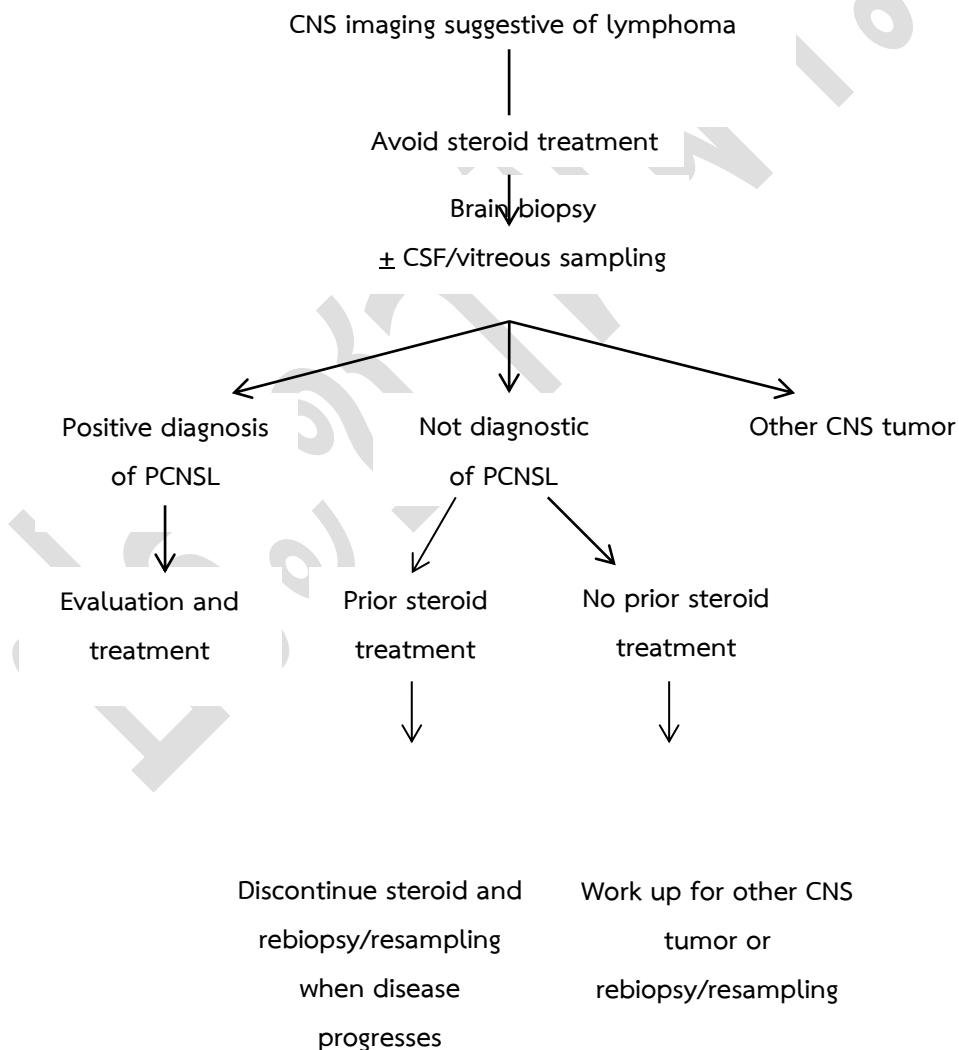 CNS imaging suggestive of lymphoma
Avoid steroid treatment
Brain biopsy
± CSF/vitreous sampling
Positive diagnosis
of PCNSL
Not diagnostic
of PCNSL
Other CNS tumor
Evaluation and
treatment
Prior steroid
treatment
No prior steroid
treatment
Discontinue steroid and
rebiopsy/resampling
when disease
progresses
Work up for other CNS
tumor or
rebiopsy/resampling